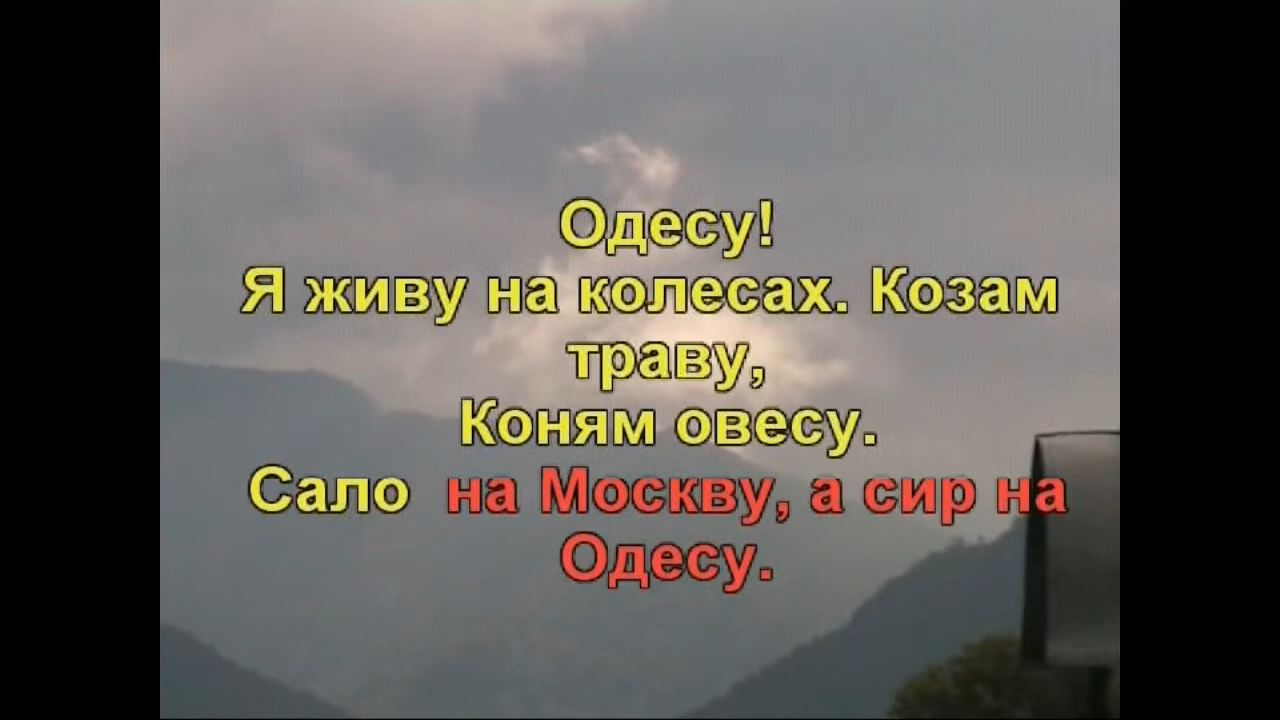 Одесу!
Я живу на колесах. Козам
траву,
Коням овесу.
Сало на Москву, а сир на
Одесу.